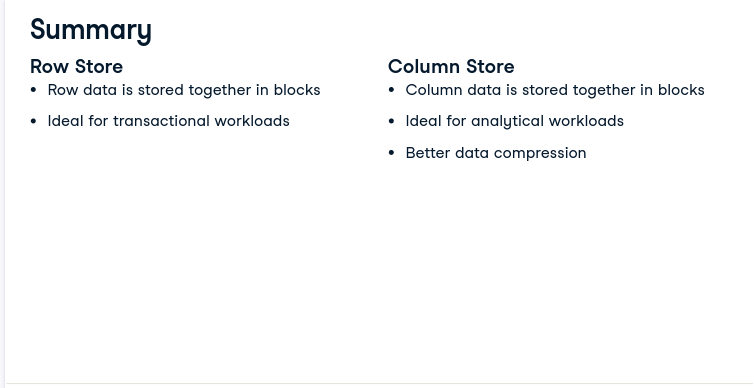 Summary
Row Store
• Row data is stored together in blocks
• Ideal for transactional workloads
Column Store
• Column data is stored together in blocks
• Ideal for analytical workloads
• Better data compression